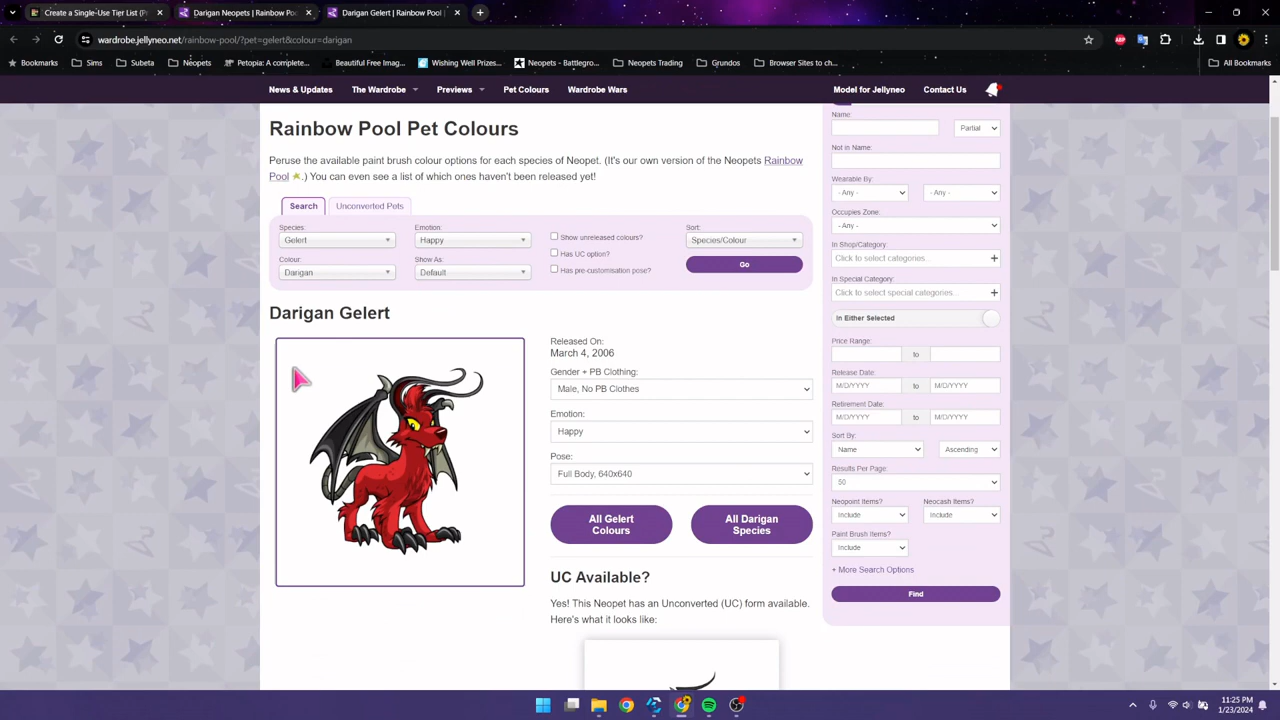 Create a Single-Use Tier List (P
Darigan Neopets | Rainbow Pool
Darigan Gelert | Rainbow Pool P
wardrobe.jellyneo.net/rainbow-pool/?pet=gelert&colour=darigan
Bookmarks
Sims
Subeta
Neopets
Petopia: A complete...
Beautiful Free Imag...
Wishing Well Prizes...
Neopets - Battlegro...
Neopets Trading
Grundos
Browser Sites to ch...
All Bookmarks
News & Updates
The Wardrobe
Previews
Pet Colours
Wardrobe Wars
Model for Jellyneo
Contact Us
Rainbow Pool Pet Colours
Peruse the available paint brush colour options for each species of Neopet. (It's our own version of the Neopets Rainbow
Pool .) You can even see a list of which ones haven't been released yet!
Search
Unconverted Pets
Species:
Gelert
Emotion:
Happy
Show unreleased colours?
Sort:
Species/Colour
Has UC option?
Colour:
Darigan
Show As:
Default
Has pre-customisation pose?
Go
Darigan Gelert
Released On:
March 4, 2006
Gender + PB Clothing:
Male, No PB Clothes
Emotion:
Happy
Pose:
Full Body, 640x640
All Gelert
Colours
All Darigan
Species
UC Available?
Yes! This Neopet has an Unconverted (UC) form available.
Here's what it looks like:
Name:
Partial
Not in Name:
Wearable By:
- Any -
- Any -
Occupies Zone:
- Any -
In Shop/Category:
Click to select categories...
In Special Category:
Click to select special categories...
In Either Selected
Price Range:
to
Release Date:
M/D/YYYY
to
M/D/YYYY
Retirement Date:
M/D/YYYY
to
M/D/YYYY
Sort By:
Name
Ascending
Results Per Page:
50
Neopoint Items?
Include
Neocash Items?
Include
Paint Brush Items?
Include
+ More Search Options
Find
11:25 PM
1/23/2024